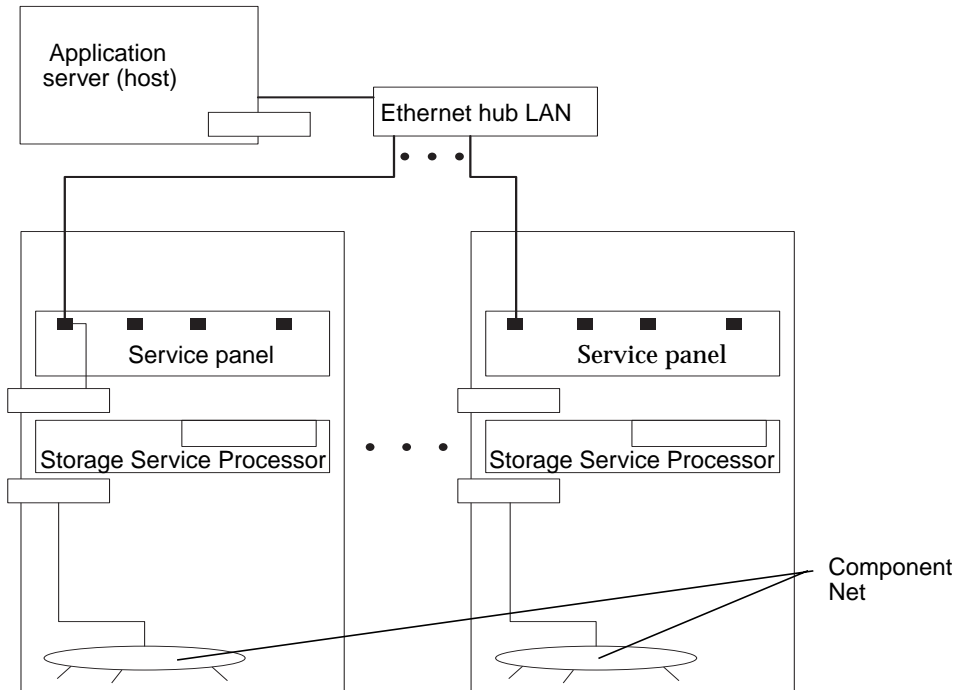 Application
server (host)
Ethernet hub LAN
Service panel
Service panel
Storage Service Processor
Storage Service Processor
Component
Net